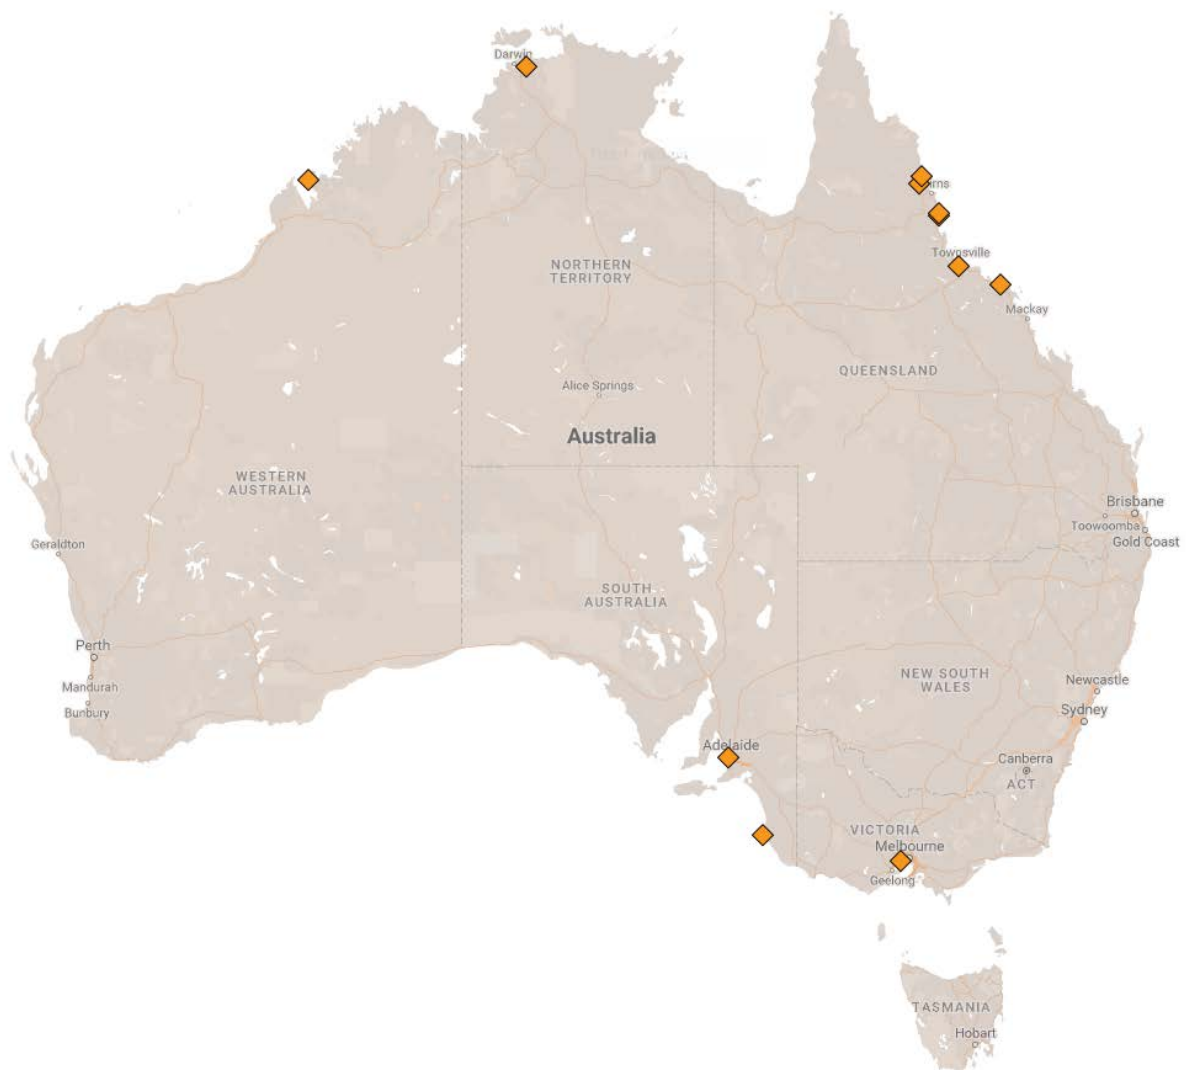 Darwin
Townsville
NORTHERN
TERRITORY
Mackay
QUEENSLAND
Alice Springs
Australia
WESTERN
AUSTRALIA
Brisbane
Toowoomba
Gold Coast
Geraldton
SOUTH
AUSTRALIA
Perth
Mandurah
Bunbury
NEW SOUTH
WALES
Newcastle
Sydney
Adelaide
Canberra
ACT
VICTORIA
Melbourne
Geelong
TASMANIA
Hobart